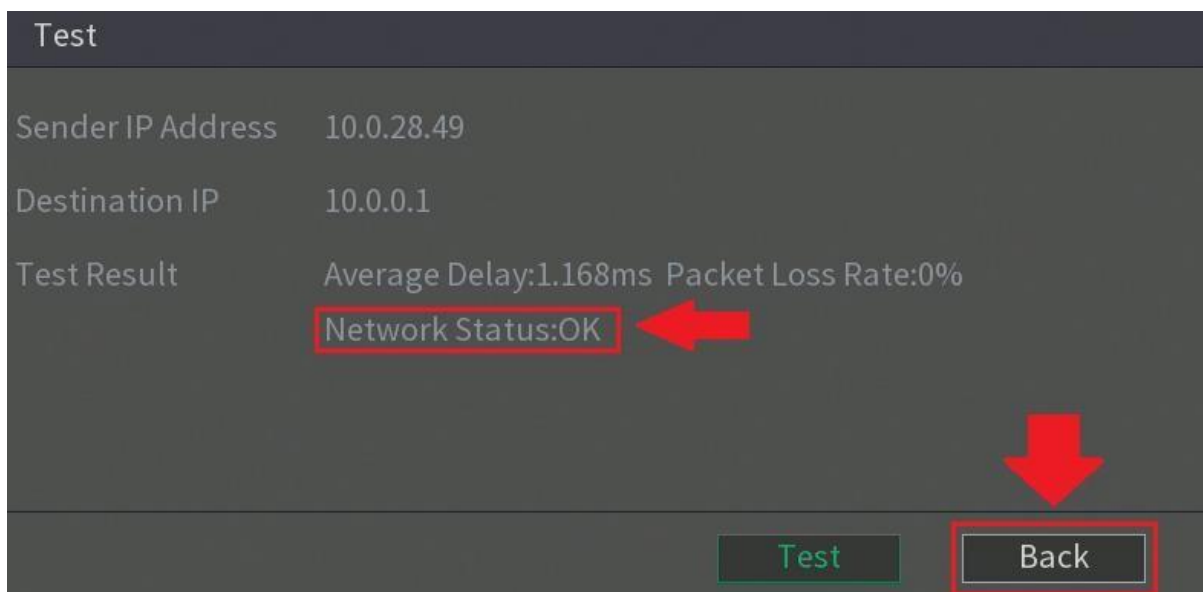 Test
Sender IP Address 10.0.28.49
Destination IP 10.0.0.1
Test Result Average Delay:1.168ms Packet Loss Rate:0%
Network Status:OK
Test Back